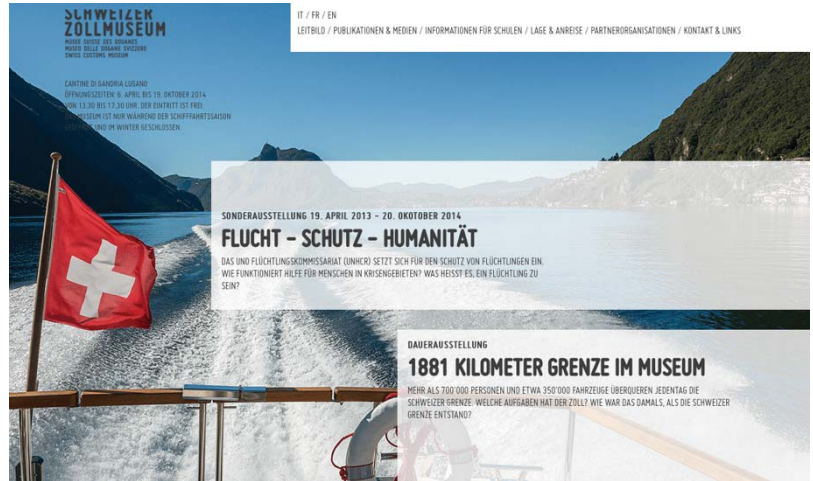 SCHWEIZER
ZOLLMUSEUM
MUSÉE SUISSE DES DOUANES
MUSEO DELLE DOGANE SVIZZERO
SWISS CUSTOMS MUSEUM
IT / FR / EN
LEITBILD / PUBLIKATIONEN & MEDIEN / INFORMATIONEN FÜR SCHULEN / LAGE & ANREISE / PARTNERORGANISATIONEN / KONTAKT & LINKS
CANTINE DI GANDRIA LUGANO
ÖFFNUNGSZEITEN: 6. APRIL BIS 19. OKTOBER 2014
VON 13.30 BIS 17.30 UHR. DER EINTRITT IST FREI.
MUSEUM IST NUR WÄHREND DER SCHIFFFAHRTSSAISON
UND IM WINTER GESCHLOSSEN.
SONDERAUSSTELLUNG 19. APRIL 2013 – 20. OKOTOBER 2014
FLUCHT – SCHUTZ – HUMANITÄT
DAS UNO FLÜCHTLINGSKOMMISSARIAT (UNHCR) SETZT SICH FÜR DEN SCHUTZ VON FLÜCHTLINGEN EIN.
WIE FUNKTIONIERT HILFE FÜR MENSCHEN IN KRISENGEBIETEN? WAS HEISST ES, EIN FLÜCHTLING ZU
SEIN?
DAUERAUSSTELLUNG
1881 KILOMETER GRENZE IM MUSEUM
MEHR ALS 700'000 PERSONEN UND ETWA 350'000 FAHRZEUGE ÜBERQUEREN JEDENTAG DIE
SCHWEIZER GRENZE. WELCHE AUFGABEN HAT DER ZOLL? WIE WAR DAS DAMALS, ALS DIE SCHWEIZER
GRENZE ENTSTAND?